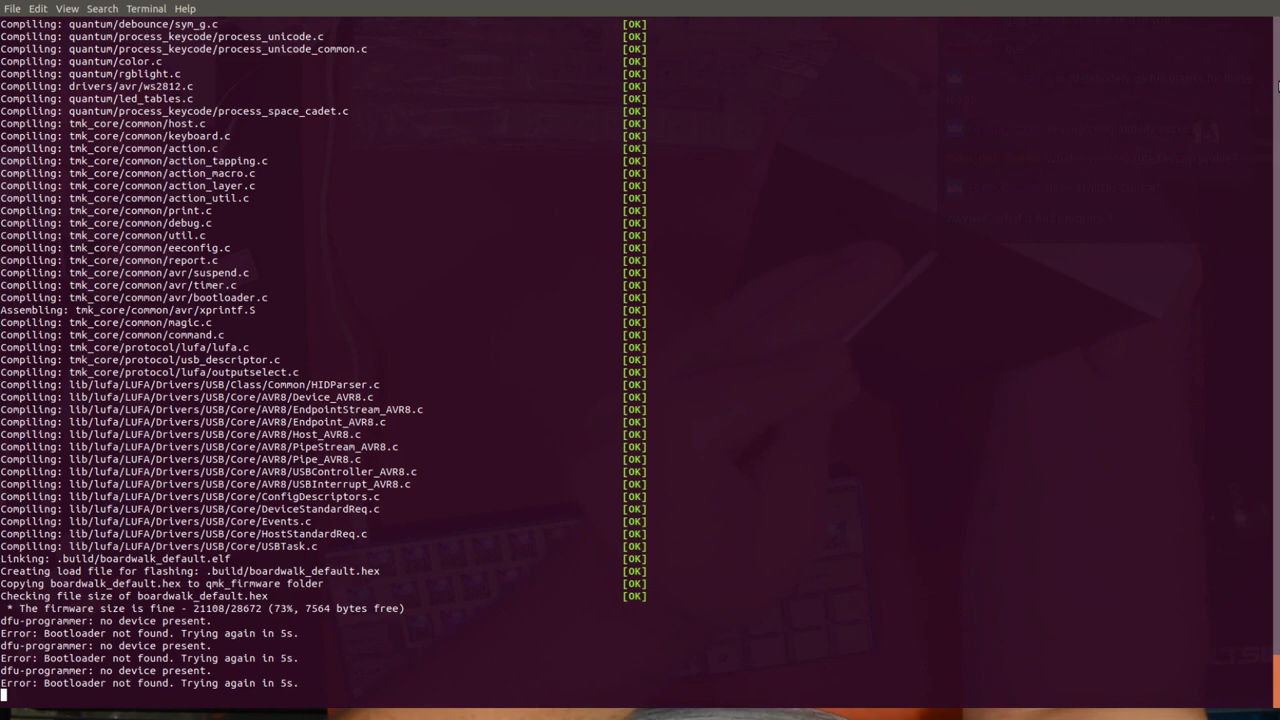 File Edit View Search Terminal Help
Compiling: quantum/debounce/sym_g.c [OK]
Compiling: quantum/process_keycode/process_unicode.c [OK]
Compiling: quantum/process_keycode/process_unicode_common.c [OK]
Compiling: quantum/color.c [OK]
Compiling: quantum/rgblight.c [OK]
Compiling: drivers/avr/ws2812.c [OK]
Compiling: quantum/led_tables.c [OK]
Compiling: quantum/process_keycode/process_space_cadet.c [OK]
Compiling: tmk_core/common/host.c [OK]
Compiling: tmk_core/common/keyboard.c [OK]
Compiling: tmk_core/common/action.c [OK]
Compiling: tmk_core/common/action_tapping.c [OK]
Compiling: tmk_core/common/action_macro.c [OK]
Compiling: tmk_core/common/action_layer.c [OK]
Compiling: tmk_core/common/action_util.c [OK]
Compiling: tmk_core/common/print.c [OK]
Compiling: tmk_core/common/debug.c [OK]
Compiling: tmk_core/common/util.c [OK]
Compiling: tmk_core/common/eeconfig.c [OK]
Compiling: tmk_core/common/report.c [OK]
Compiling: tmk_core/common/avr/suspend.c [OK]
Compiling: tmk_core/common/avr/timer.c [OK]
Compiling: tmk_core/common/avr/bootloader.c [OK]
Assembling: tmk_core/common/avr/xprintf.S [OK]
Compiling: tmk_core/common/magic.c [OK]
Compiling: tmk_core/common/command.c [OK]
Compiling: tmk_core/protocol/lufa/lufa.c [OK]
Compiling: tmk_core/protocol/usb_descriptor.c [OK]
Compiling: tmk_core/protocol/lufa/outputselect.c [OK]
Compiling: lib/lufa/LUFA/Drivers/USB/Class/Common/HIDParser.c [OK]
Compiling: lib/lufa/LUFA/Drivers/USB/Core/AVR8/Device_AVR8.c [OK]
Compiling: lib/lufa/LUFA/Drivers/USB/Core/AVR8/EndpointStream_AVR8.c [OK]
Compiling: lib/lufa/LUFA/Drivers/USB/Core/AVR8/Endpoint_AVR8.c [OK]
Compiling: lib/lufa/LUFA/Drivers/USB/Core/AVR8/Host_AVR8.c [OK]
Compiling: lib/lufa/LUFA/Drivers/USB/Core/AVR8/PipeStream_AVR8.c [OK]
Compiling: lib/lufa/LUFA/Drivers/USB/Core/AVR8/Pipe_AVR8.c [OK]
Compiling: lib/lufa/LUFA/Drivers/USB/Core/AVR8/USBController_AVR8.c [OK]
Compiling: lib/lufa/LUFA/Drivers/USB/Core/AVR8/USBInterrupt_AVR8.c [OK]
Compiling: lib/lufa/LUFA/Drivers/USB/Core/ConfigDescriptors.c [OK]
Compiling: lib/lufa/LUFA/Drivers/USB/Core/DeviceStandardReq.c [OK]
Compiling: lib/lufa/LUFA/Drivers/USB/Core/Events.c [OK]
Compiling: lib/lufa/LUFA/Drivers/USB/Core/HostStandardReq.c [OK]
Compiling: lib/lufa/LUFA/Drivers/USB/Core/USBTask.c [OK]
Linking: .build/boardwalk_default.elf [OK]
Creating load file for flashing: .build/boardwalk_default.hex [OK]
Copying boardwalk_default.hex to qmk_firmware folder [OK]
Checking file size of boardwalk_default.hex [OK]
* The firmware size is fine - 21108/28672 (73%, 7564 bytes free)
dfu-programmer: no device present.
Error: Bootloader not found. Trying again in 5s.
dfu-programmer: no device present.
Error: Bootloader not found. Trying again in 5s.
dfu-programmer: no device present.
Error: Bootloader not found. Trying again in 5s.